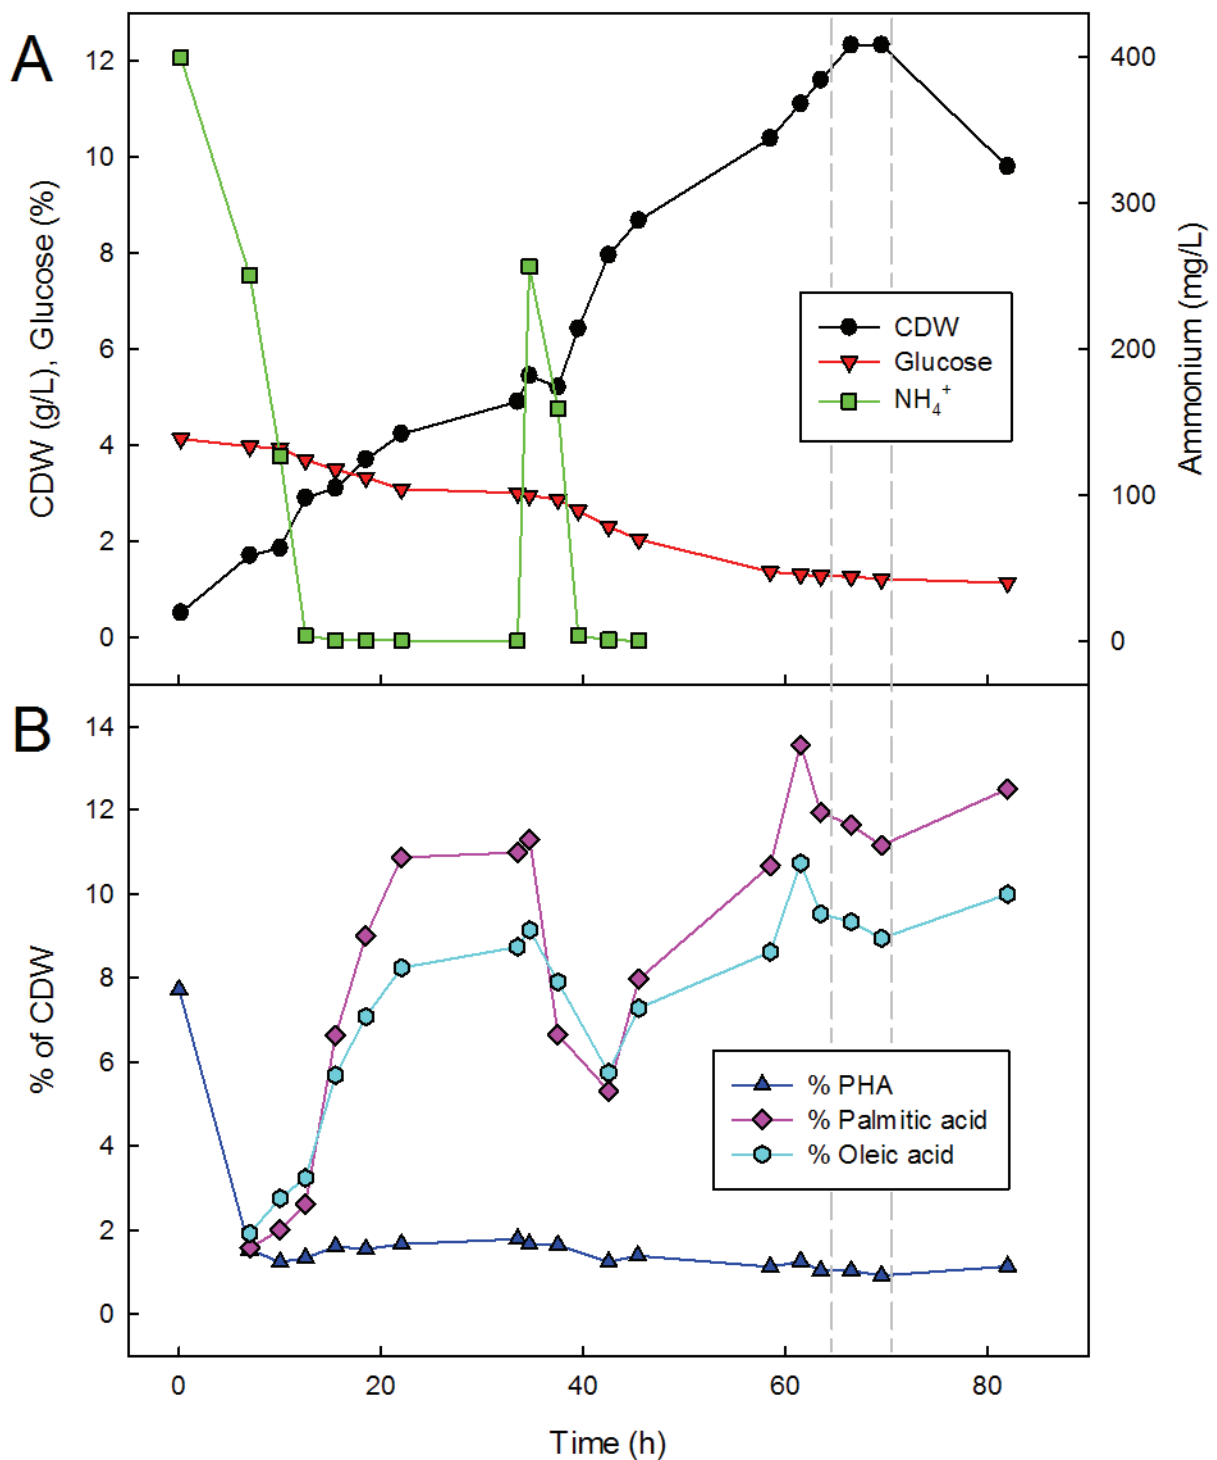 A
12
10
8
6
4
2
0
CDW (g/L), Glucose (%)
400
300
200
100
0
Ammonium (mg/L)
CDW
Glucose
NH₄⁺
B
14
12
10
8
6
4
2
0
% of CDW
% PHA
% Palmitic acid
% Oleic acid
0 20 40 60 80
Time (h)